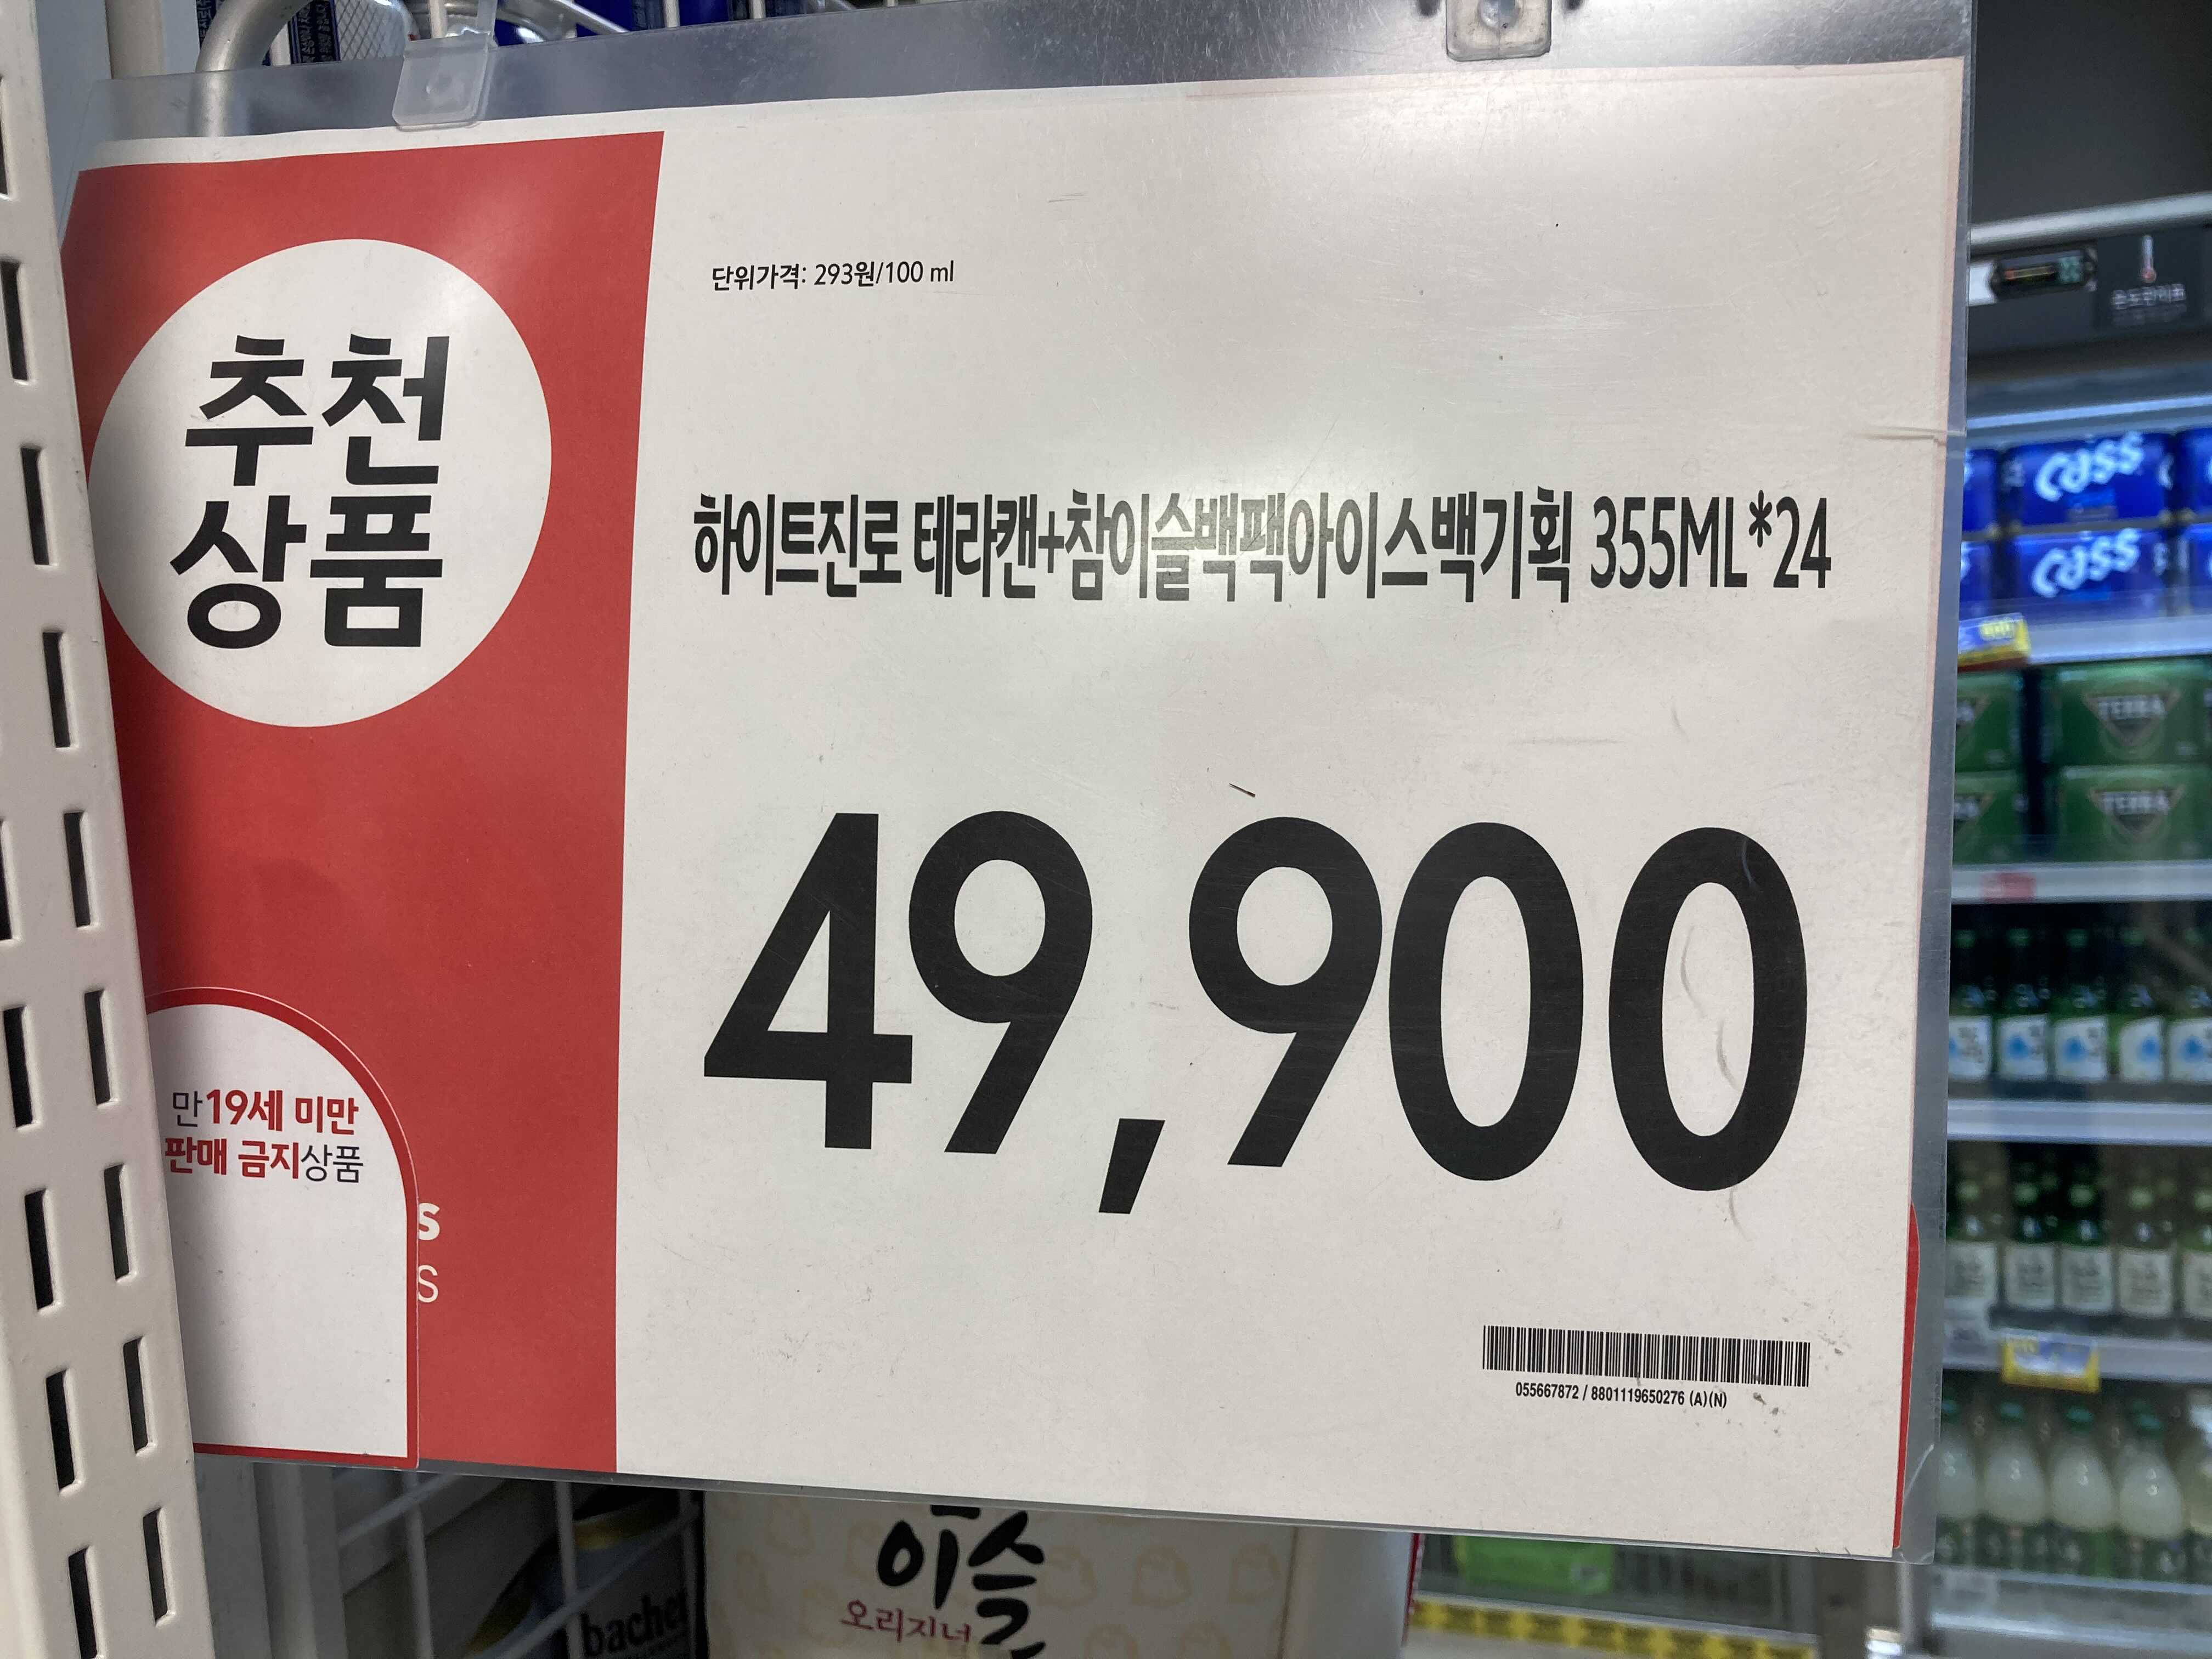 추천
상품
단위가격: 293원/100 ml
하이트진로 테라캔+참이슬백팩아이스백기획 355ML*24
49,900
만19세 미만
판매 금지상품
s
S
055667872 / 8801119650276 (A)(N)
Cass
Cass
TERRA
TERRA
이슬
오리지널
bacher